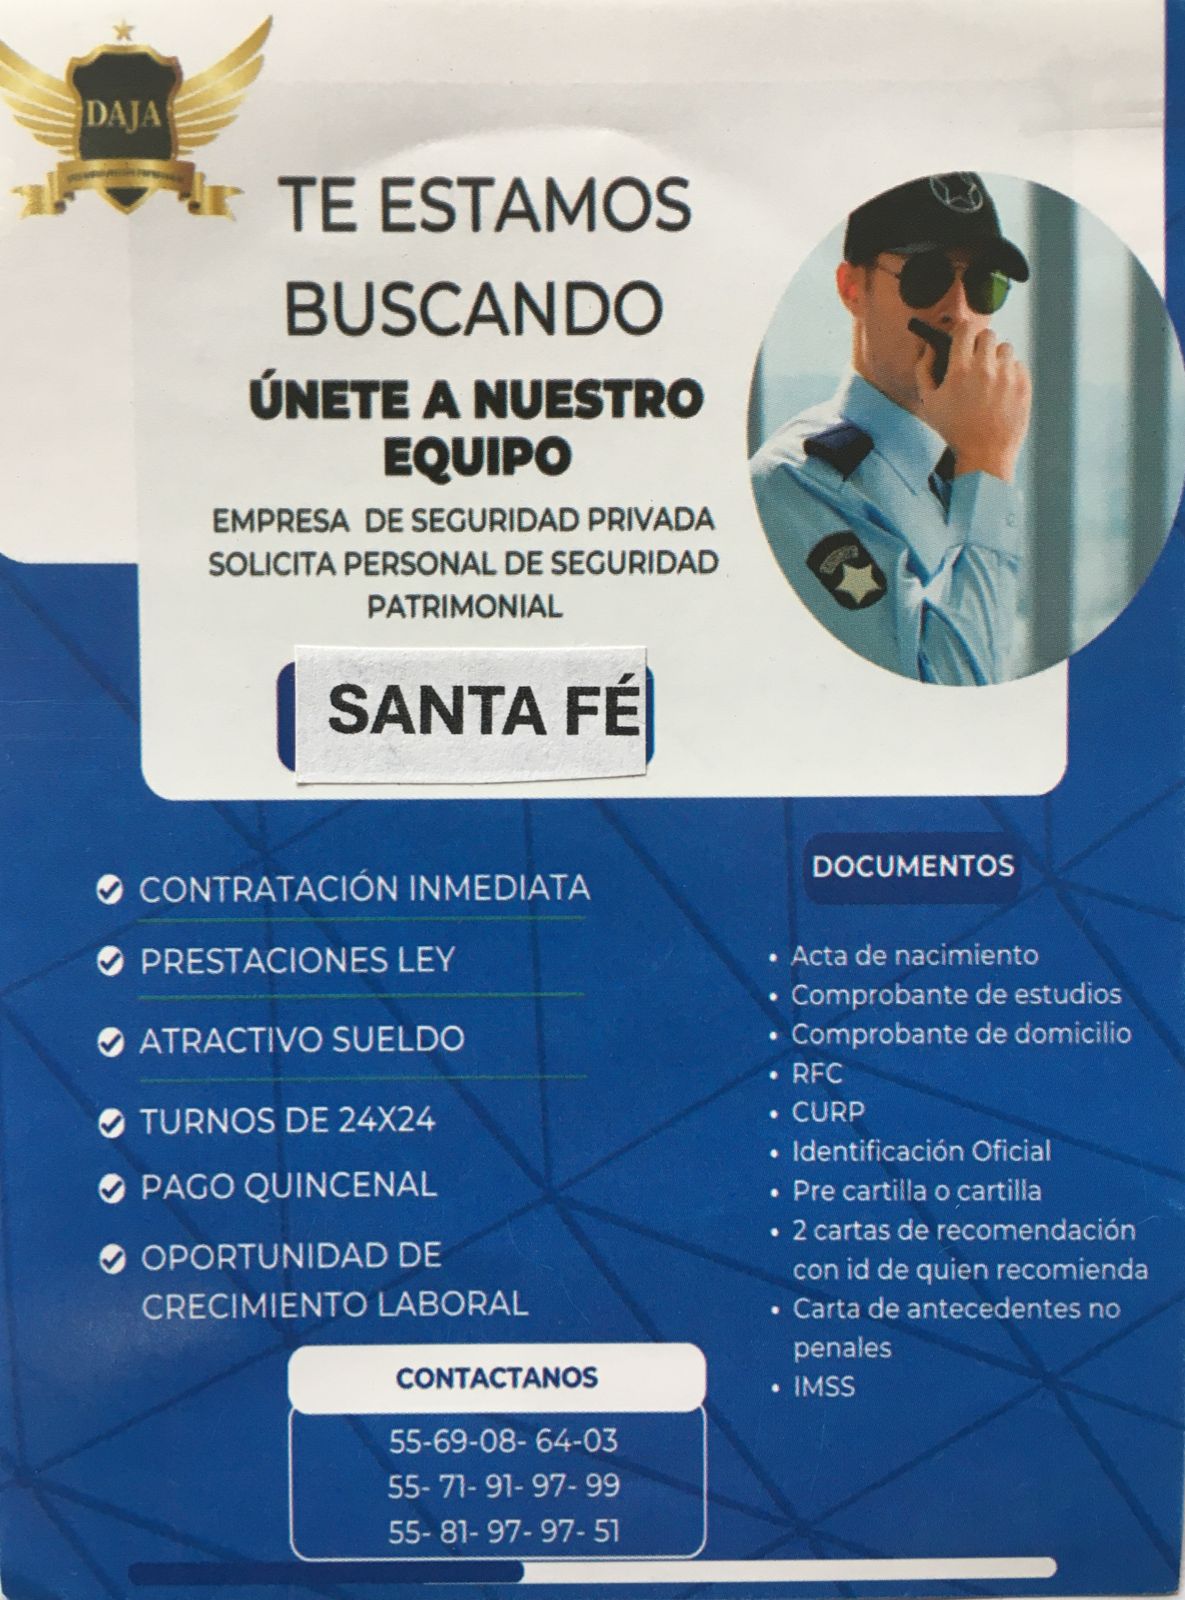 DAJA
TE ESTAMOS
BUSCANDO
ÚNETE A NUESTRO
EQUIPO
EMPRESA DE SEGURIDAD PRIVADA
SOLICITA PERSONAL DE SEGURIDAD
PATRIMONIAL
SANTA FÉ
CONTRATACIÓN INMEDIATA
PRESTACIONES LEY
ATRACTIVO SUELDO
TURNOS DE 24X24
PAGO QUINCENAL
OPORTUNIDAD DE
CRECIMIENTO LABORAL
DOCUMENTOS
• Acta de nacimiento
• Comprobante de estudios
• Comprobante de domicilio
• RFC
• CURP
• Identificación Oficial
• Pre cartilla o cartilla
• 2 cartas de recomendación
con id de quien recomienda
• Carta de antecedentes no
penales
• IMSS
CONTACTANOS
55-69-08- 64-03
55- 71- 91- 97- 99
55- 81- 97- 97- 51